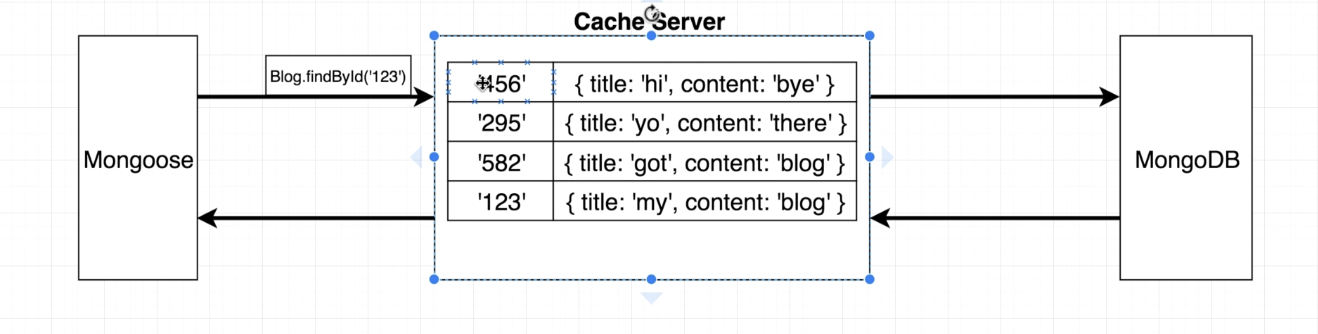 Cache Server
Blog.findById('123')
'456' { title: 'hi', content: 'bye' }
'295' { title: 'yo', content: 'there' }
'582' { title: 'got', content: 'blog' }
'123' { title: 'my', content: 'blog' }
Mongoose
MongoDB